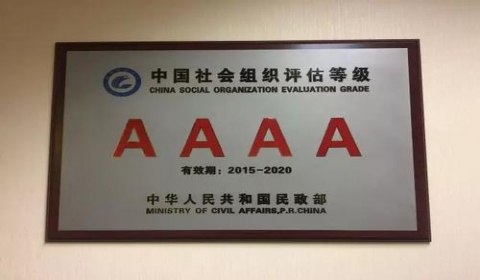 中国社会组织评估等级
CHINA SOCIAL ORGANIZATION EVALUATION GRADE
AAAA
有效期：2015-2020
中华人民共和国民政部
MINISTRY OF CIVIL AFFAIRS,P.R.CHINA